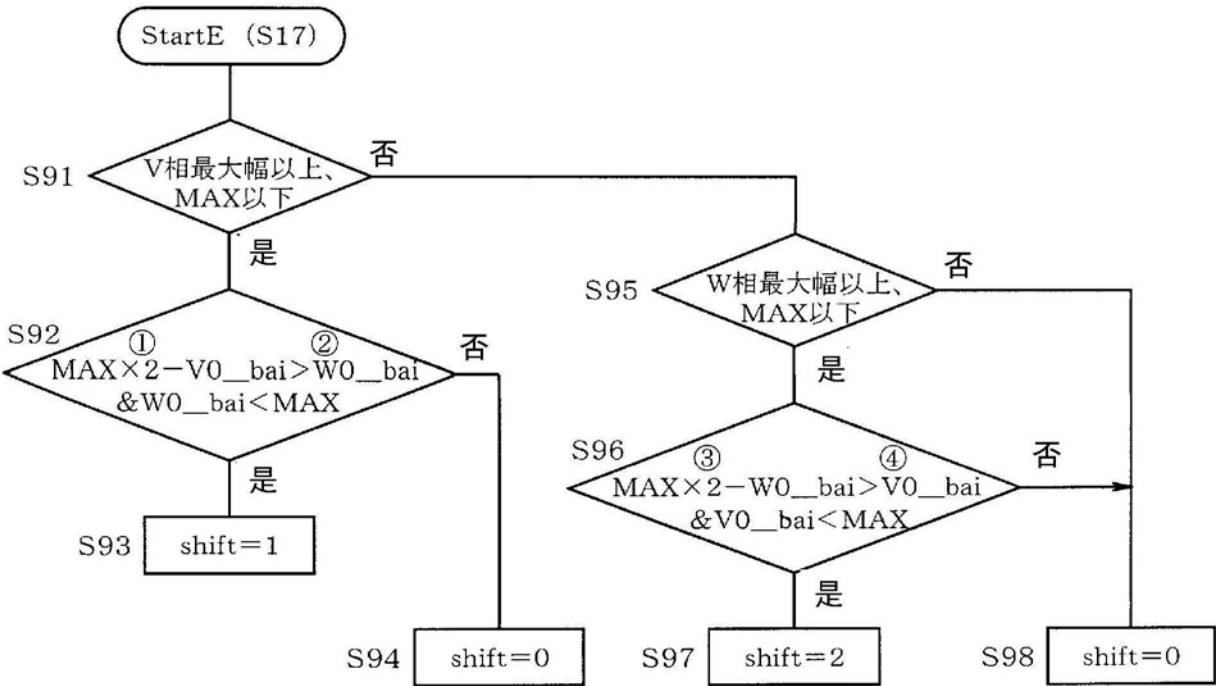 StartE (S17)
S91
V相最大幅以上、
MAX以下
否
是
S95
W相最大幅以上、
MAX以下
否
是
S92
① ②
MAX×2−V0__bai>W0__bai
&W0__bai<MAX
否
是
S96
③ ④
MAX×2−W0__bai>V0__bai
&V0__bai<MAX
否
是
S93
shift=1
S94
shift=0
S97
shift=2
S98
shift=0